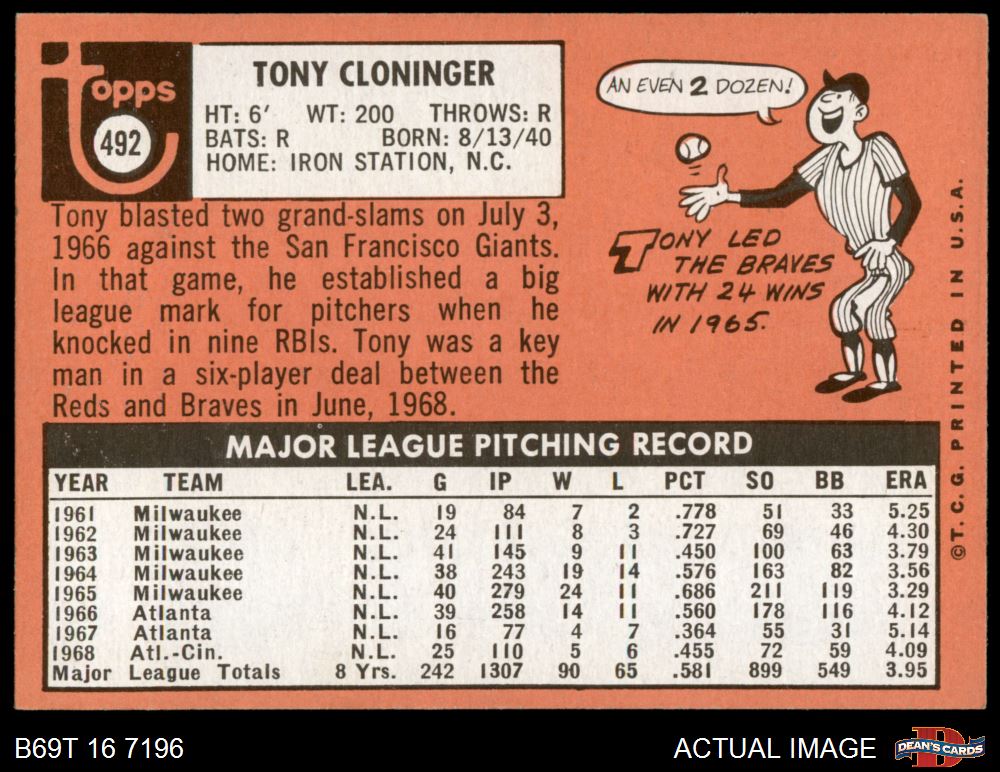 Topps
492
TONY CLONINGER
HT: 6' WT: 200 THROWS: R
BATS: R BORN: 8/13/40
HOME: IRON STATION, N.C.
Tony blasted two grand-slams on July 3,
1966 against the San Francisco Giants.
In that game, he established a big
league mark for pitchers when he
knocked in nine RBIs. Tony was a key
man in a six-player deal between the
Reds and Braves in June, 1968.
AN EVEN 2 DOZEN!
TONY LED
THE BRAVES
WITH 24 WINS
IN 1965.
©T.C.G. PRINTED IN U.S.A.
MAJOR LEAGUE PITCHING RECORD
YEAR TEAM LEA. G IP W L PCT SO BB ERA
1961 Milwaukee N.L. 19 84 7 2 .778 51 33 5.25
1962 Milwaukee N.L. 24 111 8 3 .727 69 46 4.30
1963 Milwaukee N.L. 41 145 9 11 .450 100 63 3.79
1964 Milwaukee N.L. 38 243 19 14 .576 163 82 3.56
1965 Milwaukee N.L. 40 279 24 11 .686 211 119 3.29
1966 Atlanta N.L. 39 258 14 11 .560 178 116 4.12
1967 Atlanta N.L. 16 77 4 7 .364 55 31 5.14
1968 Atl.-Cin. N.L. 25 110 5 6 .455 72 59 4.09
Major League Totals 8 Yrs. 242 1307 90 65 .581 899 549 3.95
B69T 16 7196
ACTUAL IMAGE
DEAN'S CARDS